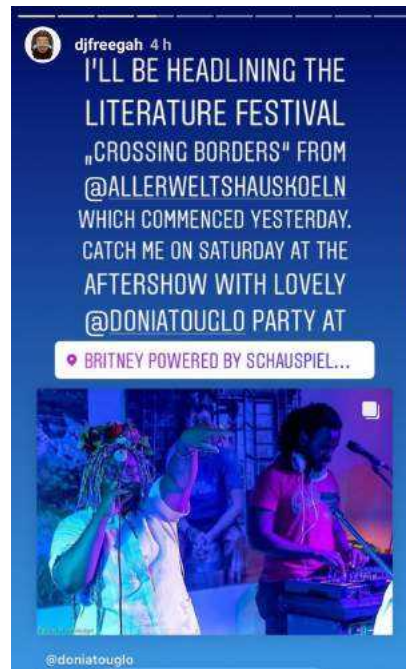 djfreegah 4 h
I'LL BE HEADLINING THE
LITERATURE FESTIVAL
„CROSSING BORDERS" FROM
@ALLERWELTSHAUSKOELN
WHICH COMMENCED YESTERDAY.
CATCH ME ON SATURDAY AT THE
AFTERSHOW WITH LOVELY
@DONIATOUGLO PARTY AT
BRITNEY POWERED BY SCHAUSPIEL...
@doniatouglo